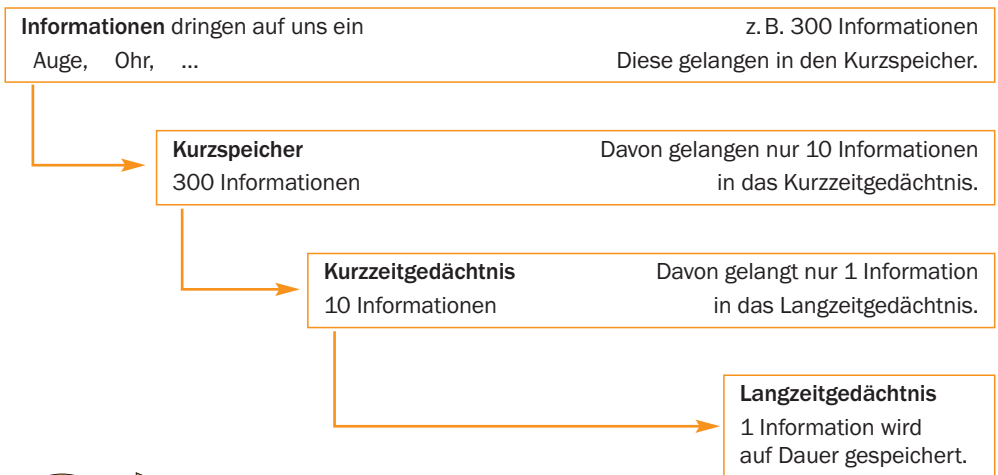 Informationen dringen auf uns ein z. B. 300 Informationen
Auge, Ohr, ... Diese gelangen in den Kurzspeicher.
Kurzspeicher Davon gelangen nur 10 Informationen
300 Informationen in das Kurzzeitgedächtnis.
Kurzzeitgedächtnis Davon gelangt nur 1 Information
10 Informationen in das Langzeitgedächtnis.
Langzeitgedächtnis
1 Information wird
auf Dauer gespeichert.